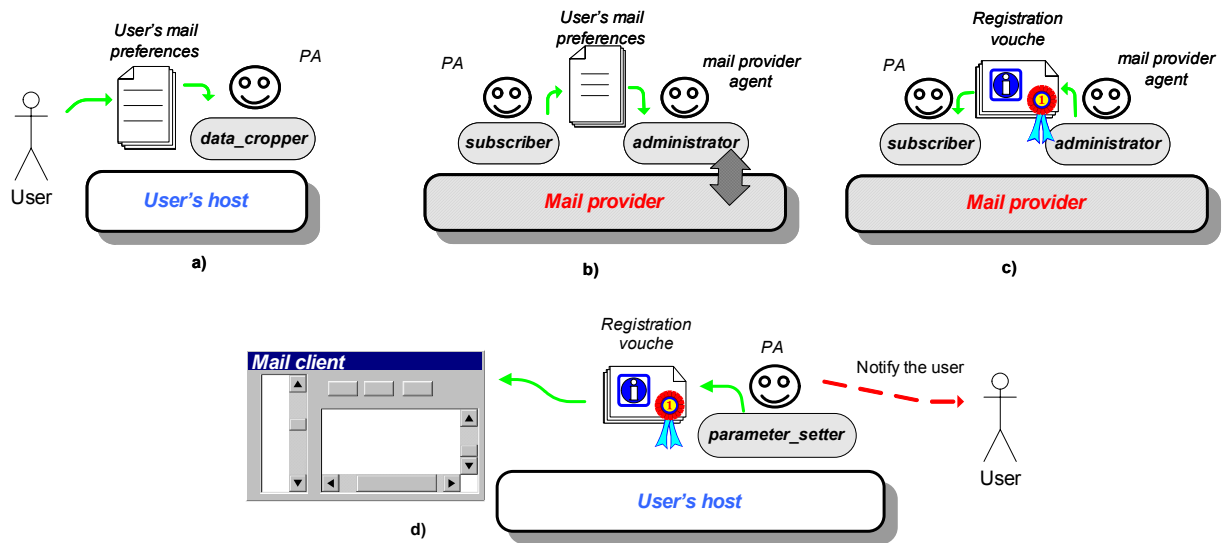 User's mail
preferences
PA
data_cropper
User
User's host
a)
User's mail
preferences
PA
mail provider
agent
subscriber
administrator
Mail provider
b)
Registration
vouche
PA
mail provider
agent
i
1
subscriber
administrator
Mail provider
c)
Registration
vouche
PA
Mail client
i
1
Notify the user
parameter_setter
User
User's host
d)